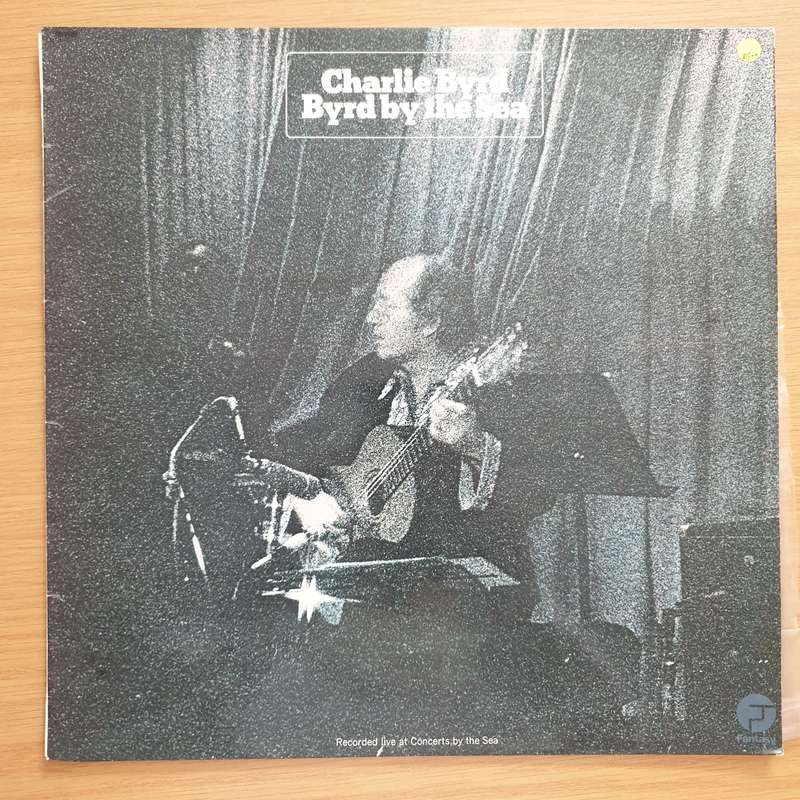 Charlie Byrd
Byrd by the Sea
Recorded live at Concerts by the Sea
Fantasy